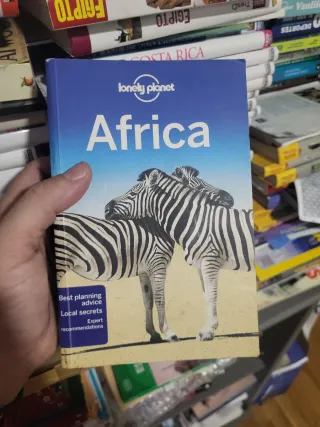 EGIPTO
EGIPTO
COSTA RICA
lonely planet
Africa
Best planning
advice
Local secrets
Expert
recommendations